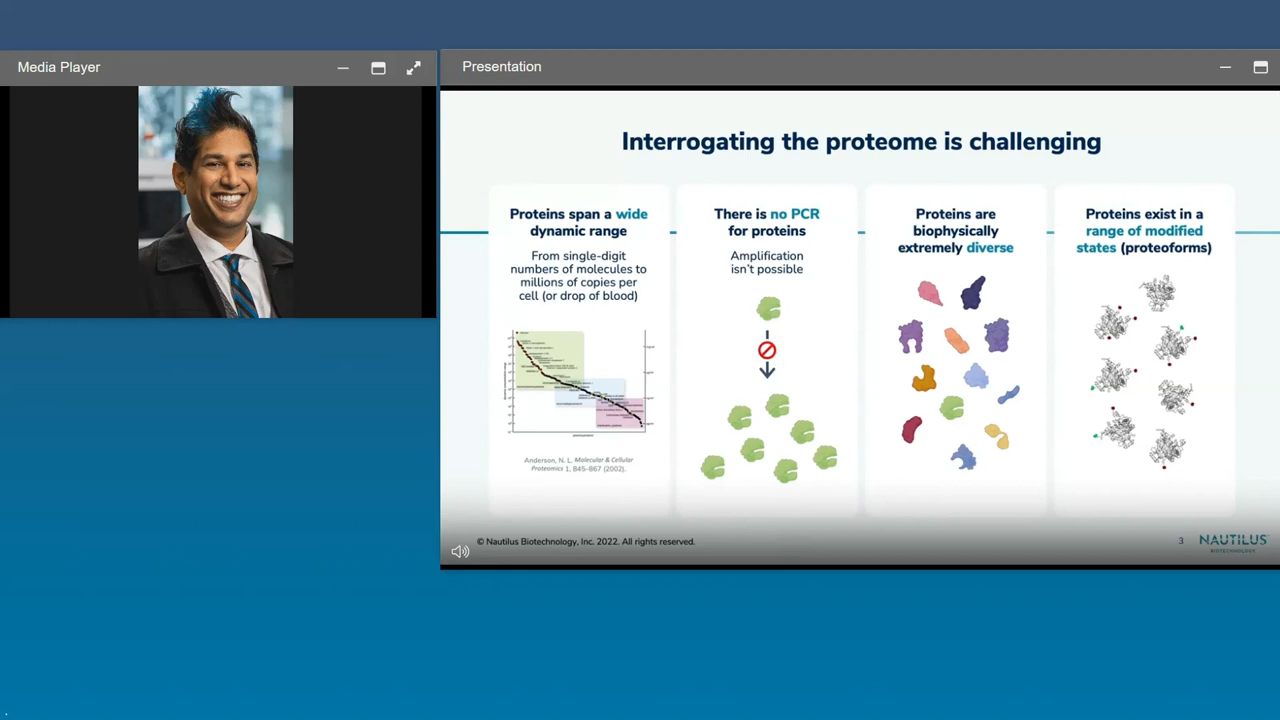 Media Player
Presentation
Interrogating the proteome is challenging
Proteins span a wide
dynamic range
From single-digit
numbers of molecules to
millions of copies per
cell (or drop of blood)
Anderson, N. L. Molecular & Cellular
Proteomics 1, 845–867 (2002).
There is no PCR
for proteins
Amplification
isn't possible
Proteins are
biophysically
extremely diverse
Proteins exist in a
range of modified
states (proteoforms)
© Nautilus Biotechnology, Inc. 2022. All rights reserved.
3
NAUTILUS
BIOTECHNOLOGY